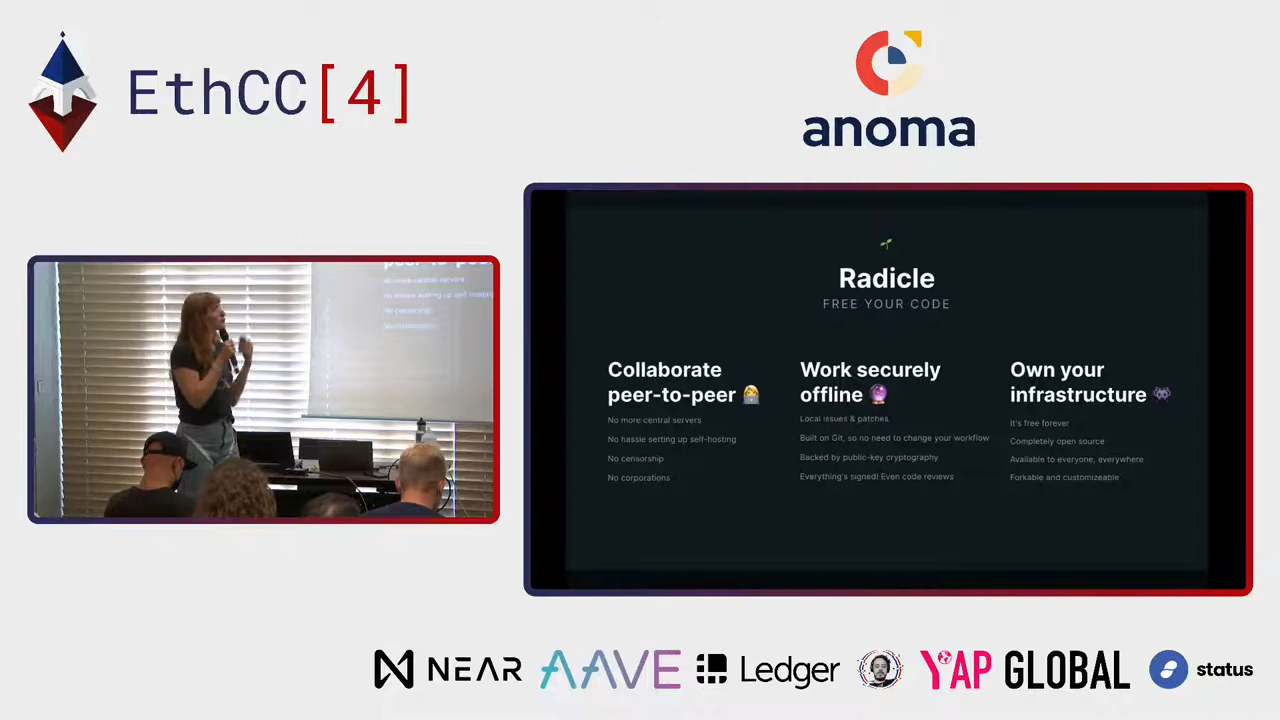 EthCC[4]
anoma
Radicle
FREE YOUR CODE
Collaborate
peer-to-peer
No more central servers
No hassle setting up self-hosting
No censorship
No corporations
Work securely
offline
Local issues & patches
Built on Git, so no need to change your workflow
Backed by public-key cryptography
Everything's signed! Even code reviews
Own your
infrastructure
It's free forever
Completely open source
Available to everyone, everywhere
Forkable and customizeable
NEAR
AAVE
Ledger
YAP GLOBAL
status